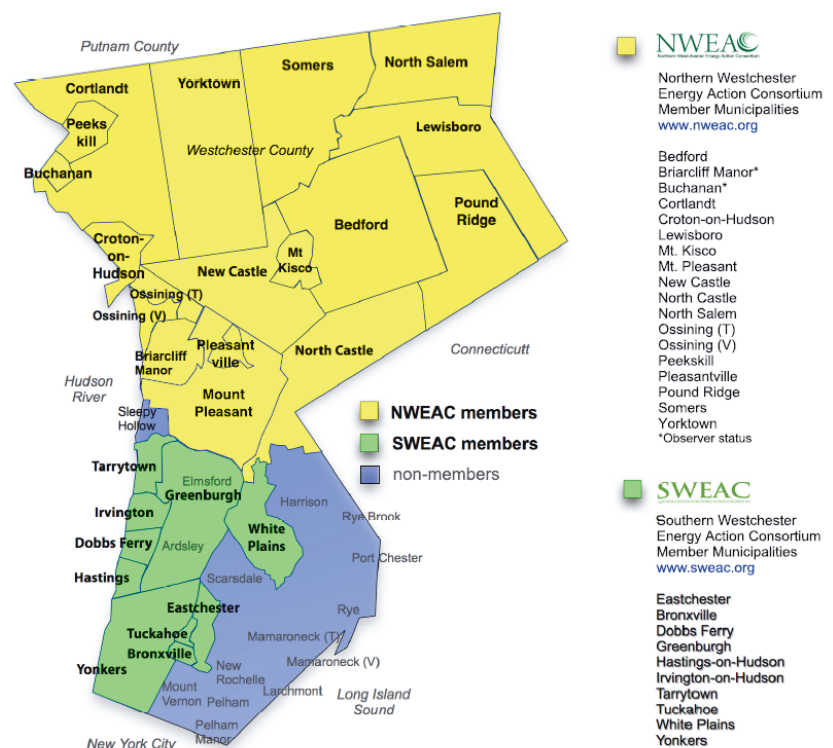 Putnam County
Somers
North Salem
Yorktown
Cortlandt
Peeks
kill
Lewisboro
Westchester County
Buchanan
Pound
Ridge
Bedford
Croton-
on-
Hudson
Mt
Kisco
New Castle
Ossining (T)
Ossining (V)
Pleasant
ville
Briarcliff
Manor
North Castle
Connecticutt
Hudson
River
Mount
Pleasant
Sleepy
Hollow
NWEAC members
SWEAC members
non-members
Tarrytown
Elmsford
Greenburgh
Harrison
Irvington
Rye Brook
White
Plains
Dobbs Ferry
Ardsley
Port Chester
Hastings
Scarsdale
Eastchester
Rye
Tuckahoe
Mamaroneck (T)
Bronxville
Mamaroneck (V)
Yonkers
New
Rochelle
Mount
Vernon
Larchmont
Pelham
Long Island
Sound
Pelham
Manor
New York City
NWEAC
Northern Westchester Energy Action Consortium
Northern Westchester
Energy Action Consortium
Member Municipalities
www.nweac.org
Bedford
Briarcliff Manor*
Buchanan*
Cortlandt
Croton-on-Hudson
Lewisboro
Mt. Kisco
Mt. Pleasant
New Castle
North Castle
North Salem
Ossining (T)
Ossining (V)
Peekskill
Pleasantville
Pound Ridge
Somers
Yorktown
*Observer status
SWEAC
Southern Westchester
Energy Action Consortium
Member Municipalities
www.sweac.org
Eastchester
Bronxville
Dobbs Ferry
Greenburgh
Hastings-on-Hudson
Irvington-on-Hudson
Tarrytown
Tuckahoe
White Plains
Yonkers